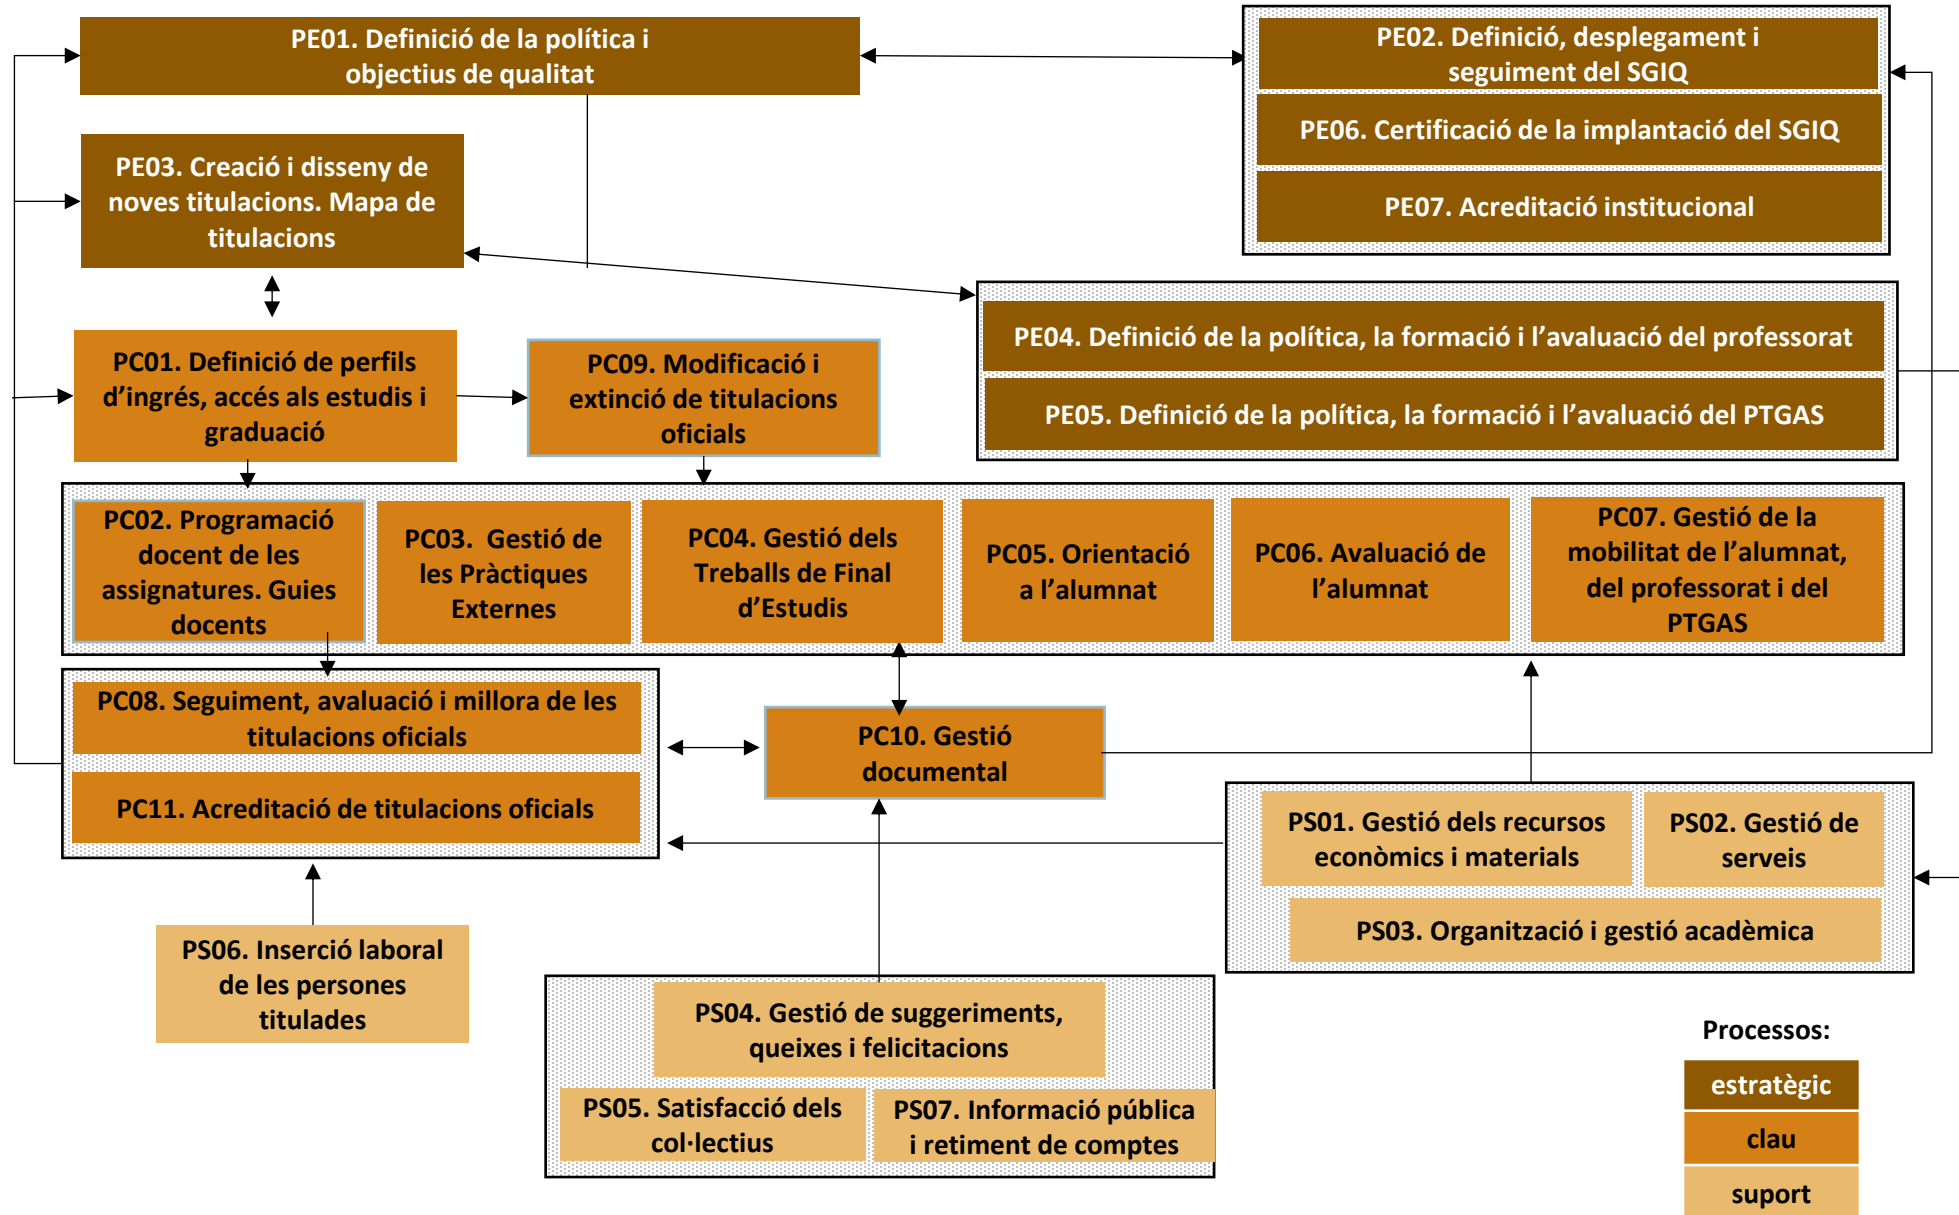 PE01. Definició de la política i
objectius de qualitat
PE02. Definició, desplegament i
seguiment del SGIQ
PE06. Certificació de la implantació del SGIQ
PE07. Acreditació institucional
PE03. Creació i disseny de
noves titulacions. Mapa de
titulacions
PE04. Definició de la política, la formació i l’avaluació del professorat
PE05. Definició de la política, la formació i l’avaluació del PTGAS
PC01. Definició de perfils
d’ingrés, accés als estudis i
graduació
PC09. Modificació i
extinció de titulacions
oficials
PC02. Programació
docent de les
assignatures. Guies
docents
PC03. Gestió de
les Pràctiques
Externes
PC04. Gestió dels
Treballs de Final
d’Estudis
PC05. Orientació
a l’alumnat
PC06. Avaluació de
l’alumnat
PC07. Gestió de la
mobilitat de l’alumnat,
del professorat i del
PTGAS
PC08. Seguiment, avaluació i millora de les
titulacions oficials
PC11. Acreditació de titulacions oficials
PC10. Gestió
documental
PS01. Gestió dels recursos
econòmics i materials
PS02. Gestió de
serveis
PS03. Organització i gestió acadèmica
PS06. Inserció laboral
de les persones
titulades
PS04. Gestió de suggeriments,
queixes i felicitacions
PS05. Satisfacció dels
col·lectius
PS07. Informació pública
i retiment de comptes
Processos:
estratègic
clau
suport